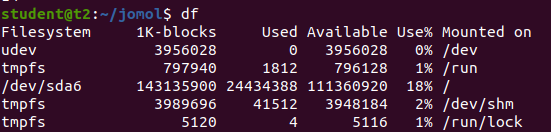 student@t2:~/jomol$ df
Filesystem     1K-blocks     Used Available Use% Mounted on
udev             3956028        0   3956028   0% /dev
tmpfs             797940     1812    796128   1% /run
/dev/sda6      143135900 24434388 111360920  18% /
tmpfs            3989696    41512   3948184   2% /dev/shm
tmpfs               5120        4      5116   1% /run/lock